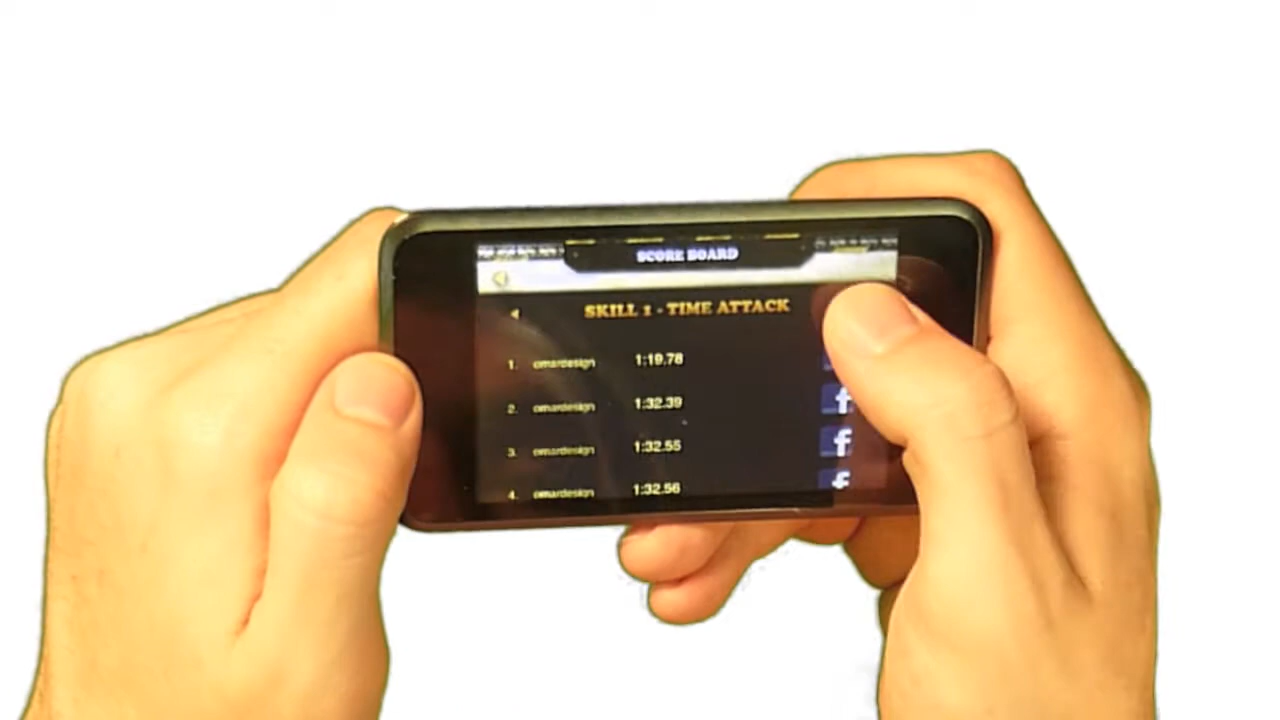 SCORE BOARD
SKILL 1 - TIME ATTACK
1. omardesign 1:19.78
2. omardesign 1:32.39
3. omardesign 1:32.55
4. omardesign 1:32.56